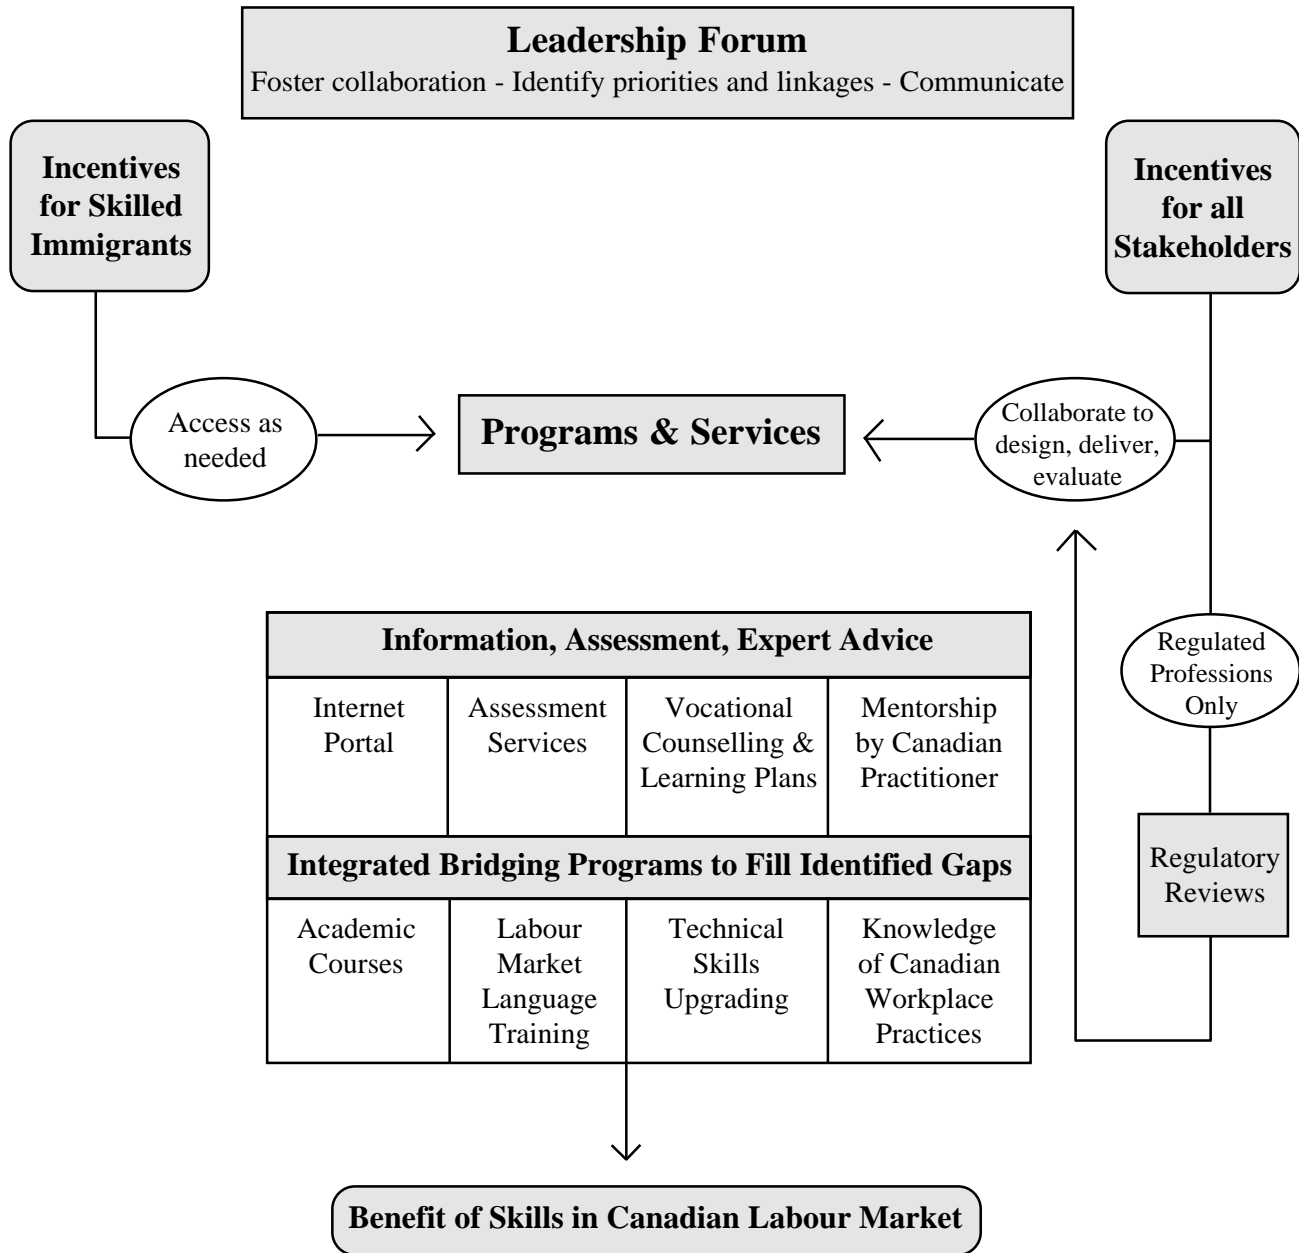 Leadership Forum
Foster collaboration - Identify priorities and linkages - Communicate
Incentives
for Skilled
Immigrants
Incentives
for all
Stakeholders
Access as
needed
Programs & Services
Collaborate to
design, deliver,
evaluate
Regulated
Professions
Only
Regulatory
Reviews
Information, Assessment, Expert Advice
Internet
Portal
Assessment
Services
Vocational
Counselling &
Learning Plans
Mentorship
by Canadian
Practitioner
Integrated Bridging Programs to Fill Identified Gaps
Academic
Courses
Labour
Market
Language
Training
Technical
Skills
Upgrading
Knowledge
of Canadian
Workplace
Practices
Benefit of Skills in Canadian Labour Market